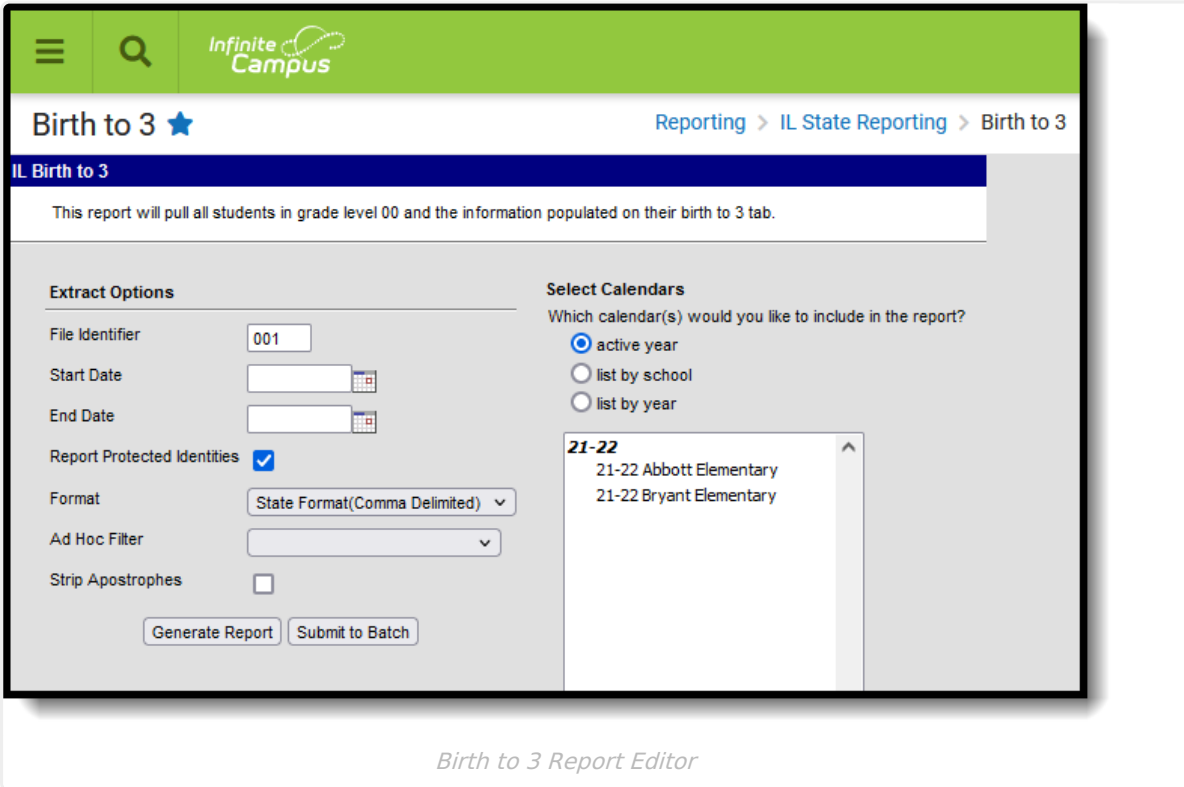 Infinite Campus
Birth to 3
Reporting > IL State Reporting > Birth to 3
IL Birth to 3
This report will pull all students in grade level 00 and the information populated on their birth to 3 tab.
Extract Options
File Identifier 001
Start Date
End Date
Report Protected Identities
Format State Format(Comma Delimited)
Ad Hoc Filter
Strip Apostrophes
Generate Report Submit to Batch
Select Calendars
Which calendar(s) would you like to include in the report?
active year
list by school
list by year
21-22
21-22 Abbott Elementary
21-22 Bryant Elementary
Birth to 3 Report Editor